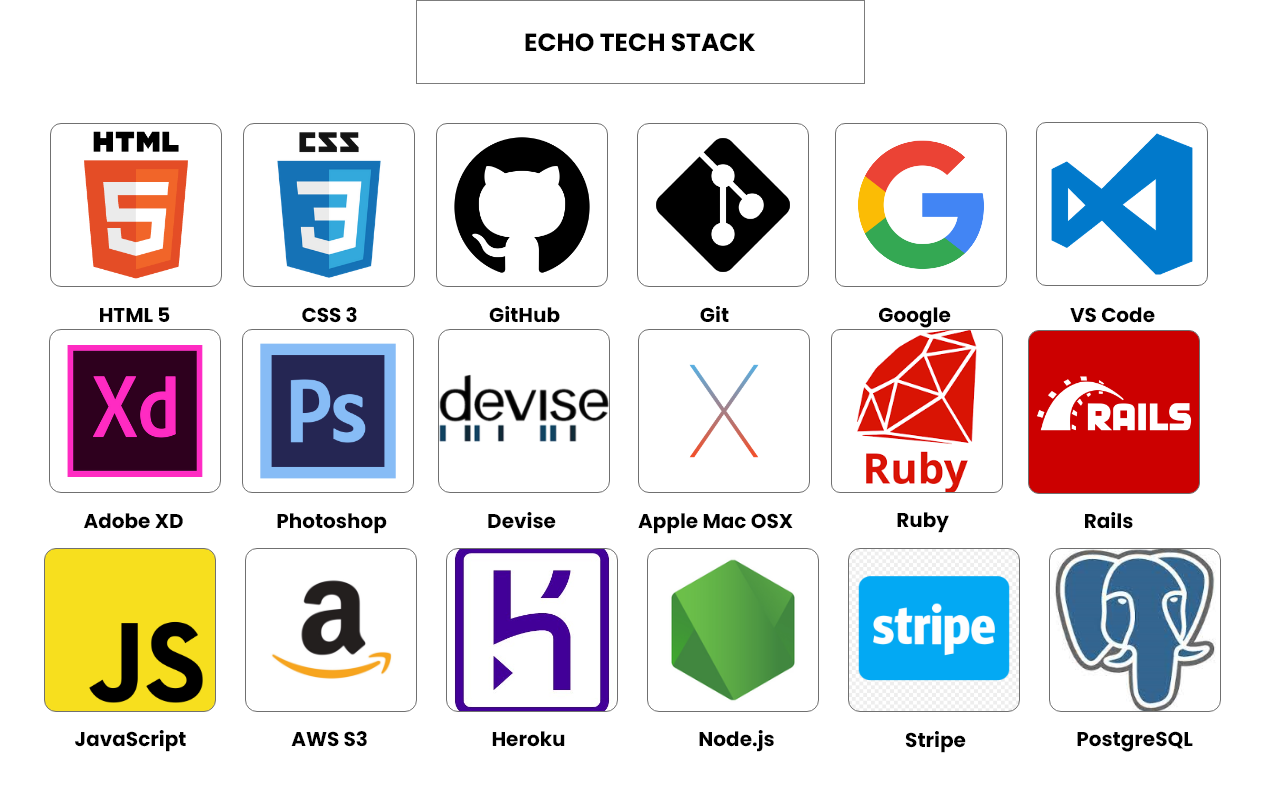 ECHO TECH STACK
HTML
5
CSS
3
HTML 5
CSS 3
GitHub
Git
Google
VS Code
Xd
Ps
devise
X
Ruby
RAILS
Adobe XD
Photoshop
Devise
Apple Mac OSX
Ruby
Rails
JS
a
stripe
JavaScript
AWS S3
Heroku
Node.js
Stripe
PostgreSQL